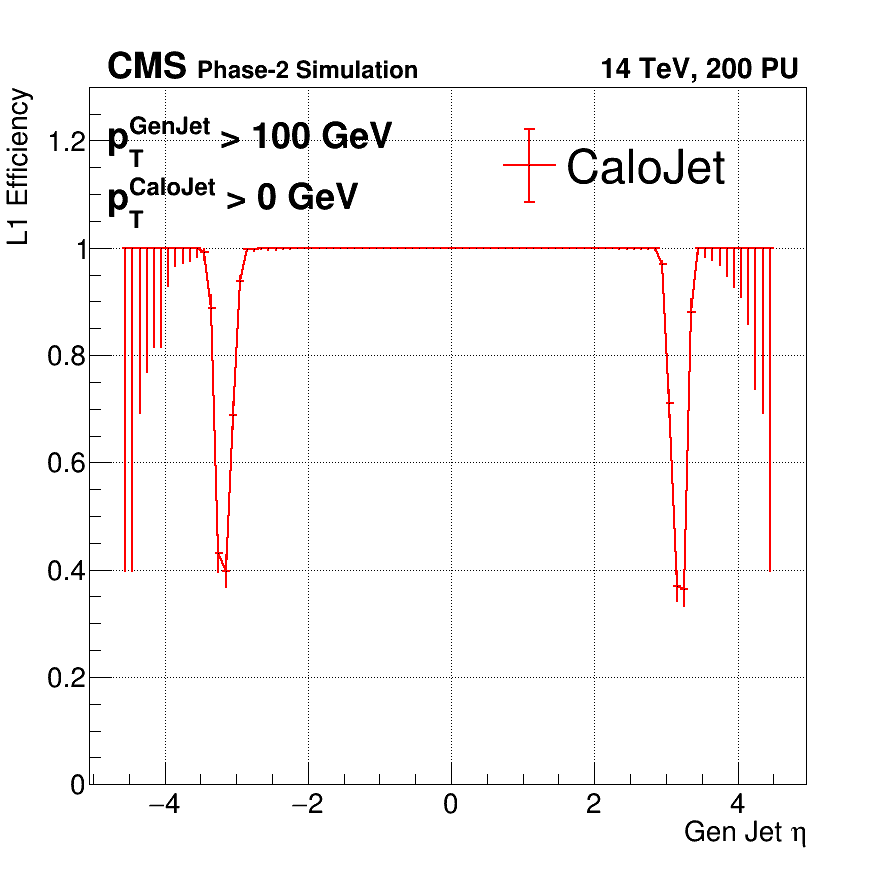 CMS Phase-2 Simulation 14 TeV, 200 PU
L1 Efficiency
p_T^GenJet > 100 GeV
p_T^CaloJet > 0 GeV
CaloJet
1.2
1
0.8
0.6
0.4
0.2
0
−4 −2 0 2 4
Gen Jet η